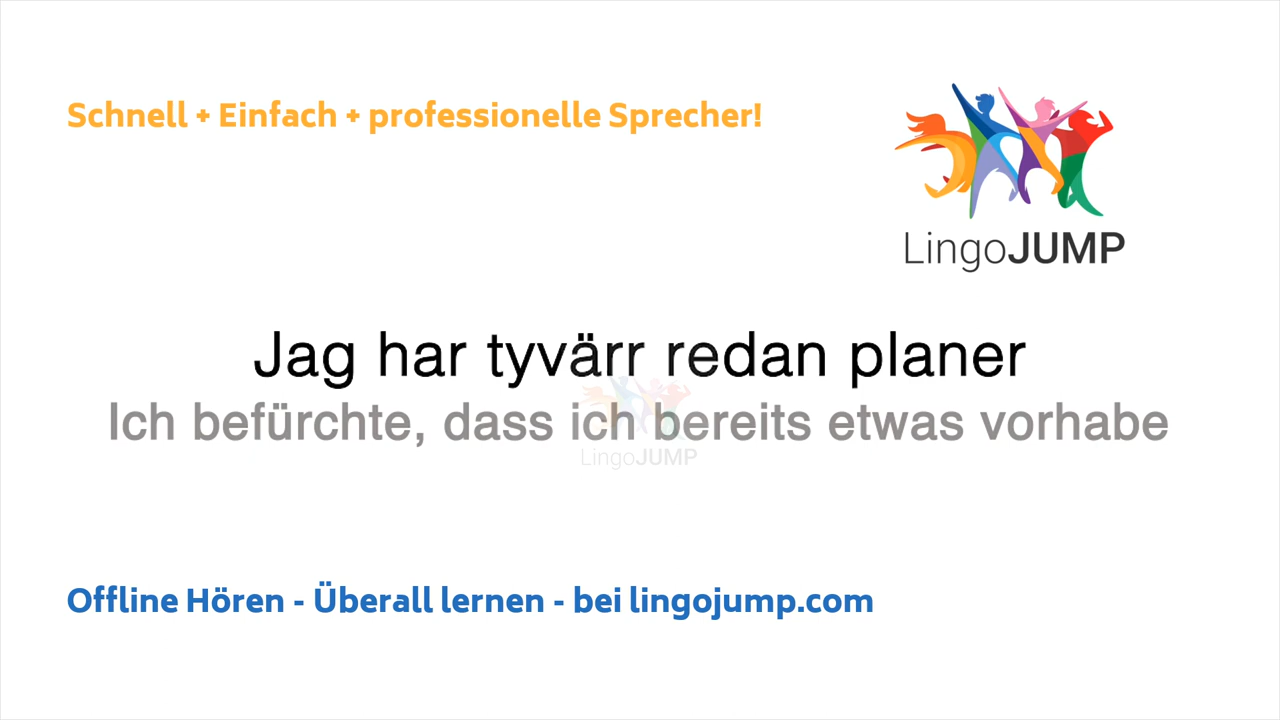 Schnell + Einfach + professionelle Sprecher!
LingoJUMP
Jag har tyvärr redan planer
Ich befürchte, dass ich bereits etwas vorhabe
LingoJUMP
Offline Hören - Überall lernen - bei lingojump.com